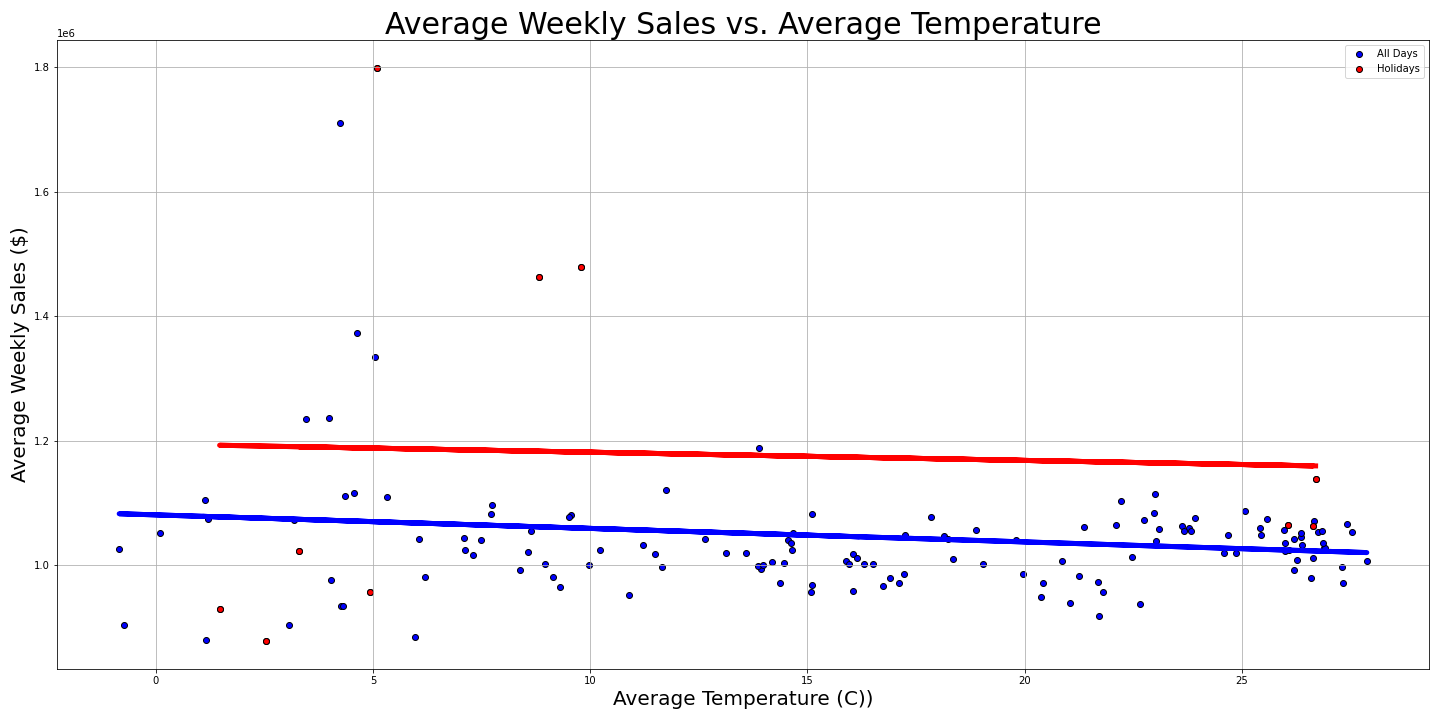 Average Weekly Sales vs. Average Temperature
1e6
All Days
Holidays
1.8
1.6
1.4
1.2
1.0
Average Weekly Sales ($)
0
5
10
15
20
25
Average Temperature (C))